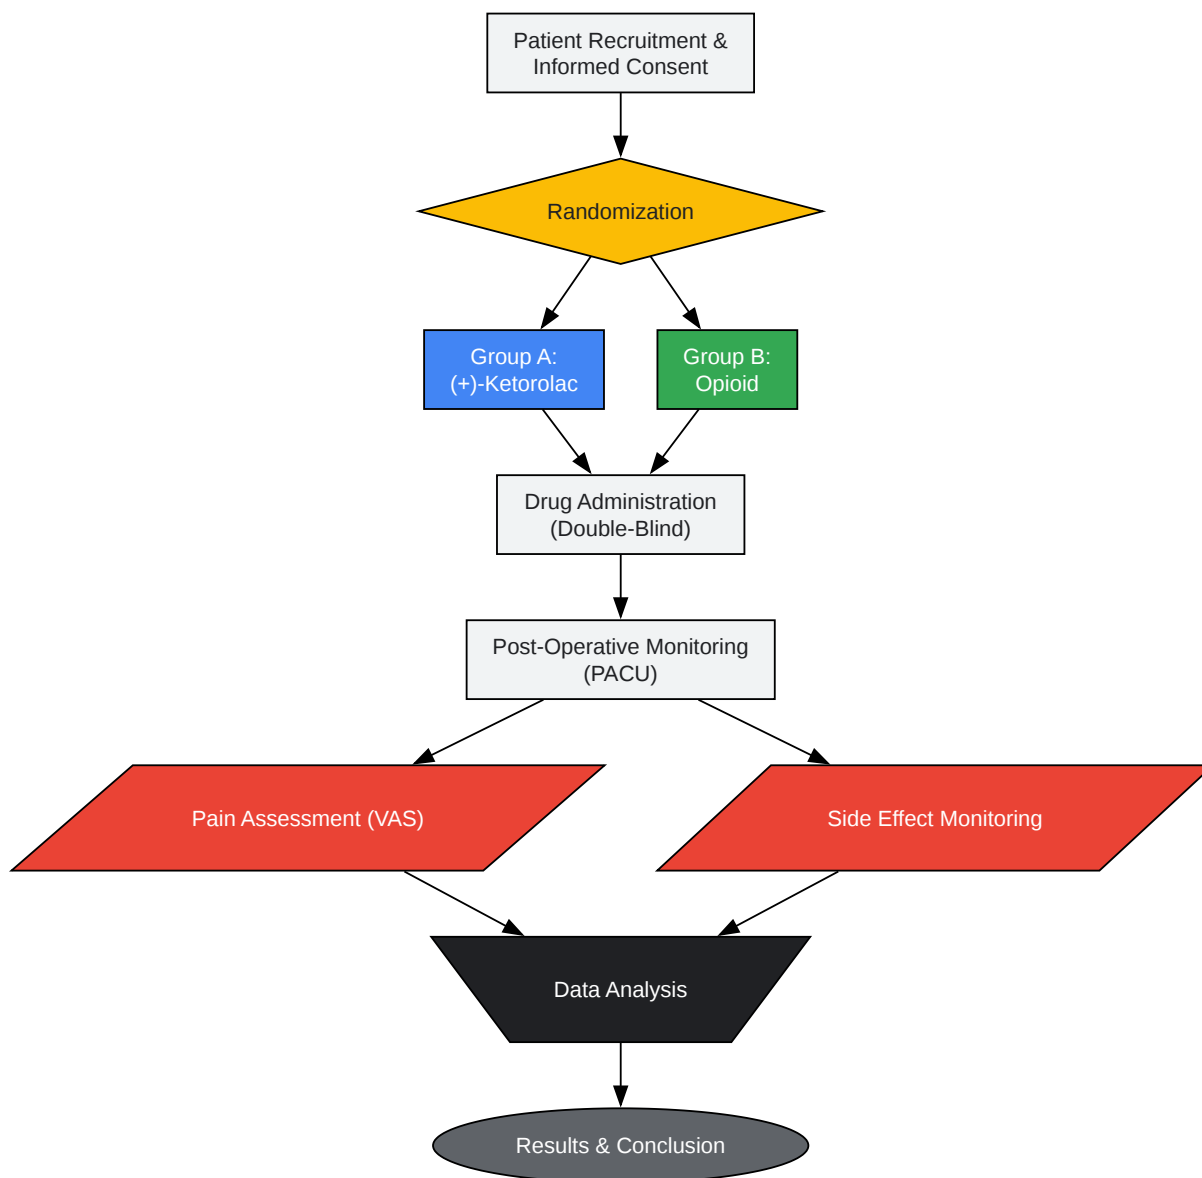 Patient Recruitment &
Informed Consent
Randomization
Group A:
(+)-Ketorolac
Group B:
Opioid
Drug Administration
(Double-Blind)
Post-Operative Monitoring
(PACU)
Pain Assessment (VAS)
Side Effect Monitoring
Data Analysis
Results & Conclusion